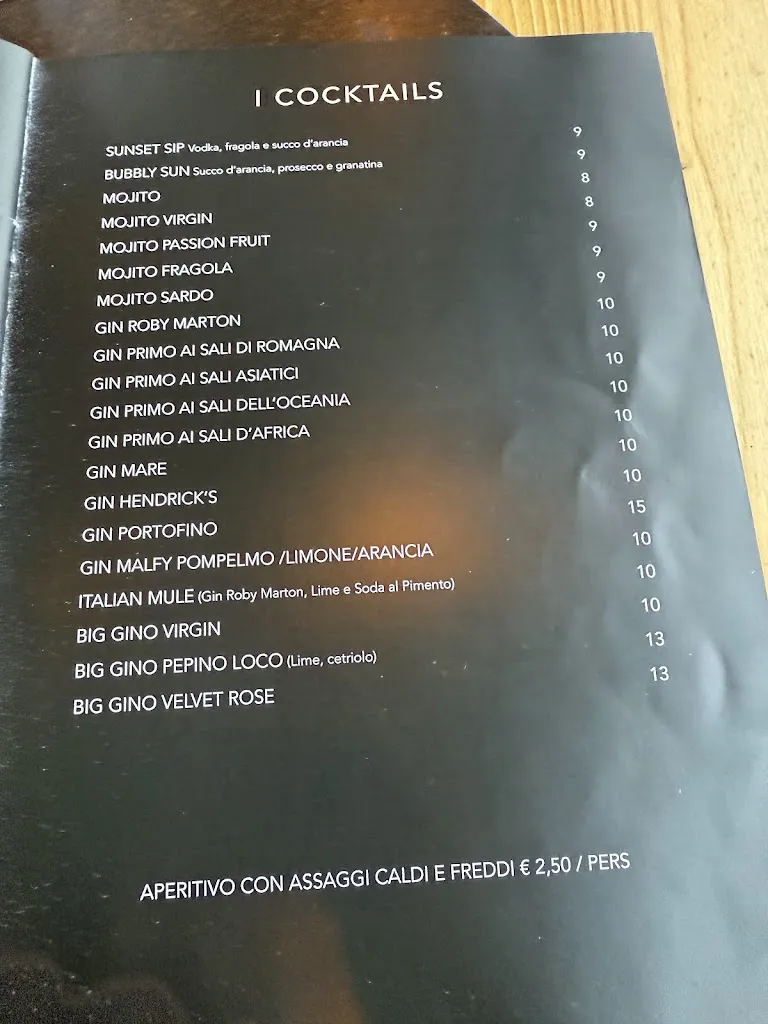 I COCKTAILS
SUNSET SIP Vodka, fragola e succo d'arancia 9
BUBBLY SUN Succo d'arancia, prosecco e granatina 9
MOJITO 8
MOJITO VIRGIN 8
MOJITO PASSION FRUIT 9
MOJITO FRAGOLA 9
MOJITO SARDO 9
GIN ROBY MARTON 10
GIN PRIMO AI SALI DI ROMAGNA 10
GIN PRIMO AI SALI ASIATICI 10
GIN PRIMO AI SALI DELL'OCEANIA 10
GIN PRIMO AI SALI D'AFRICA 10
GIN MARE 10
GIN HENDRICK'S 10
GIN PORTOFINO 15
GIN MALFY POMPELMO /LIMONE/ARANCIA 10
ITALIAN MULE (Gin Roby Marton, Lime e Soda al Pimento) 10
BIG GINO VIRGIN 10
BIG GINO PEPINO LOCO (Lime, cetriolo) 13
BIG GINO VELVET ROSE 13
APERITIVO CON ASSAGGI CALDI E FREDDI € 2,50 / PERS